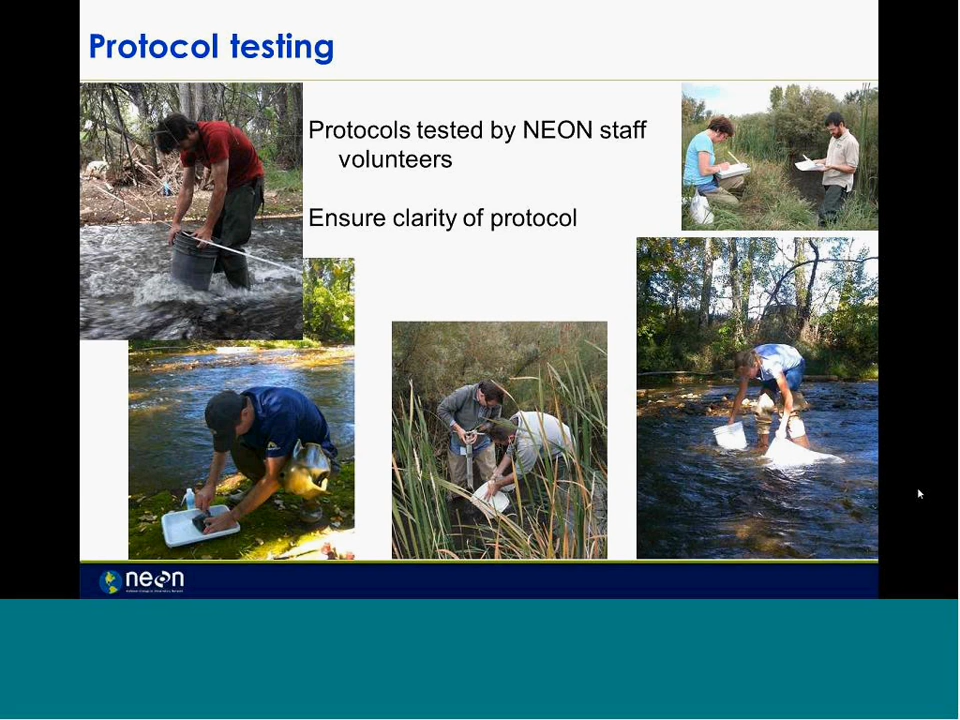 Protocol testing
Protocols tested by NEON staff
volunteers
Ensure clarity of protocol
neon